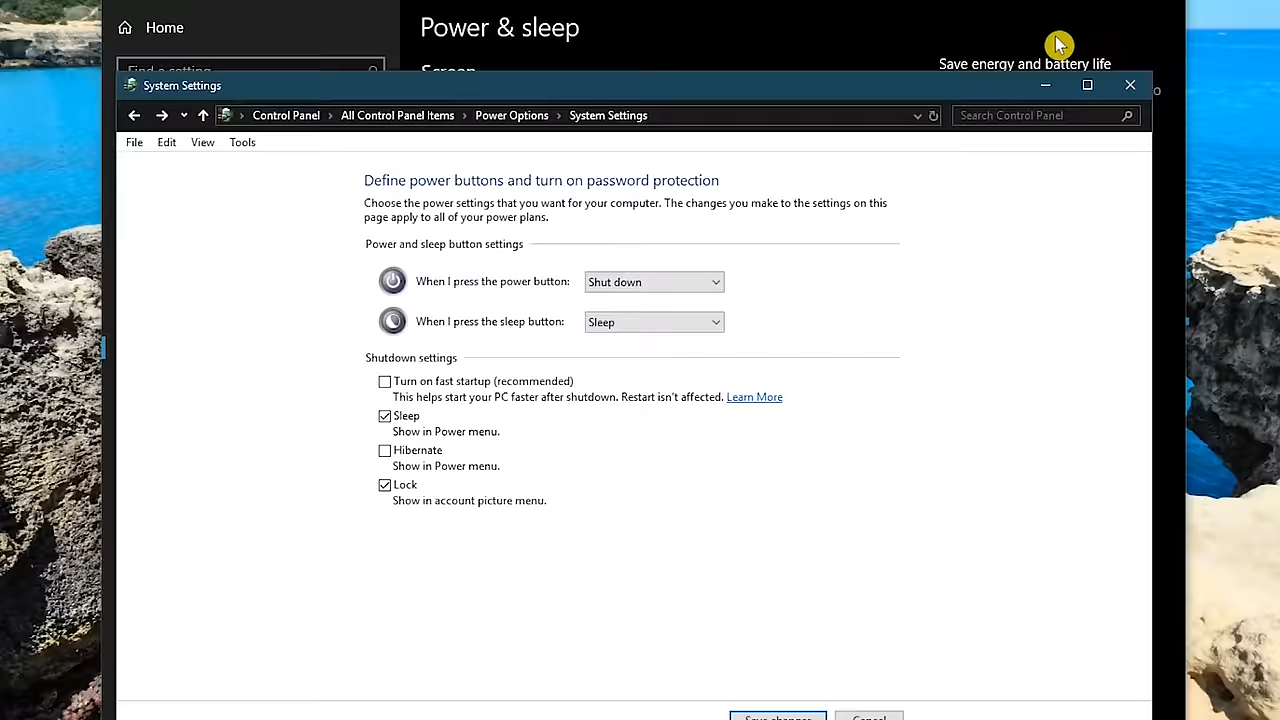 Home
Power & sleep
Find a setting
Screen
Save energy and battery life
System Settings
Control Panel > All Control Panel Items > Power Options > System Settings
Search Control Panel
File Edit View Tools
Define power buttons and turn on password protection
Choose the power settings that you want for your computer. The changes you make to the settings on this
page apply to all of your power plans.
Power and sleep button settings
When I press the power button: Shut down
When I press the sleep button: Sleep
Shutdown settings
Turn on fast startup (recommended)
This helps start your PC faster after shutdown. Restart isn't affected. Learn More
Sleep
Show in Power menu.
Hibernate
Show in Power menu.
Lock
Show in account picture menu.
Save changes Cancel